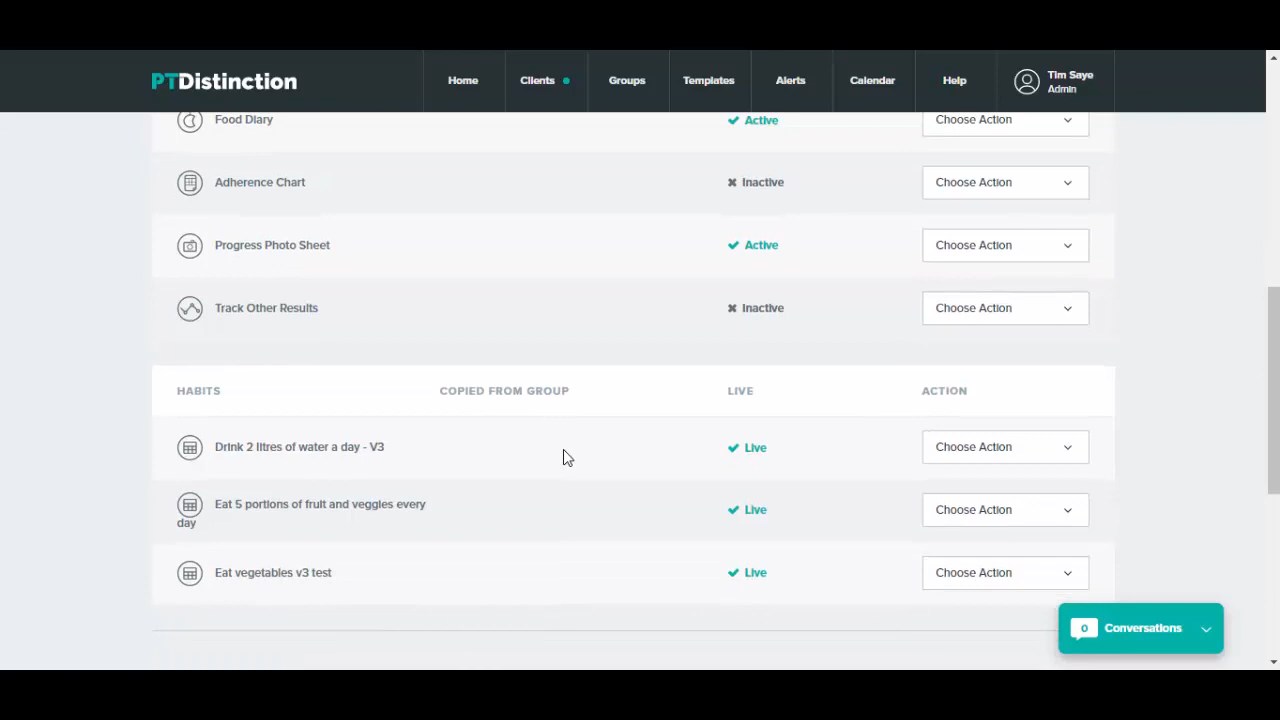 PTDistinction
Home
Clients
Groups
Templates
Alerts
Calendar
Help
Tim Saye
Admin
Food Diary
Active
Choose Action
Adherence Chart
Inactive
Choose Action
Progress Photo Sheet
Active
Choose Action
Track Other Results
Inactive
Choose Action
HABITS
COPIED FROM GROUP
LIVE
ACTION
Drink 2 litres of water a day - V3
Live
Choose Action
Eat 5 portions of fruit and veggles every
day
Live
Choose Action
Eat vegetables v3 test
Live
Choose Action
0
Conversations